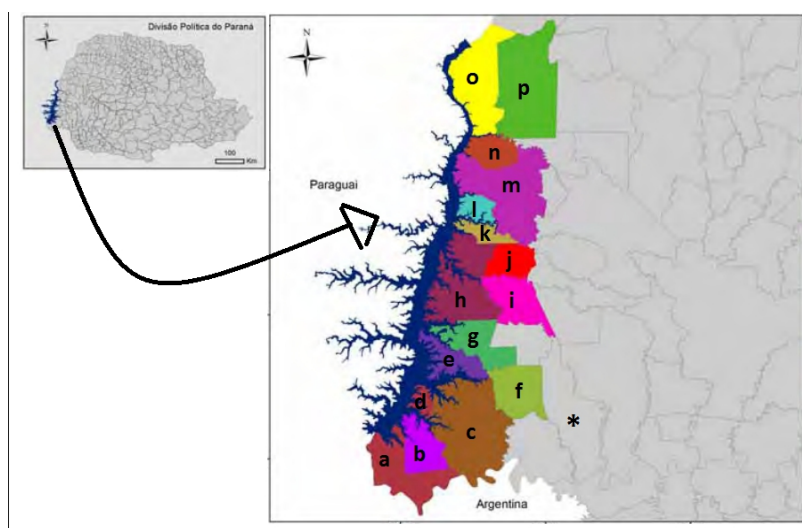 Divisão Política do Paraná
N
100
Km
N
Paraguai
o
p
n
m
l
k
j
h
i
g
e
f
d
*
c
a
b
Argentina